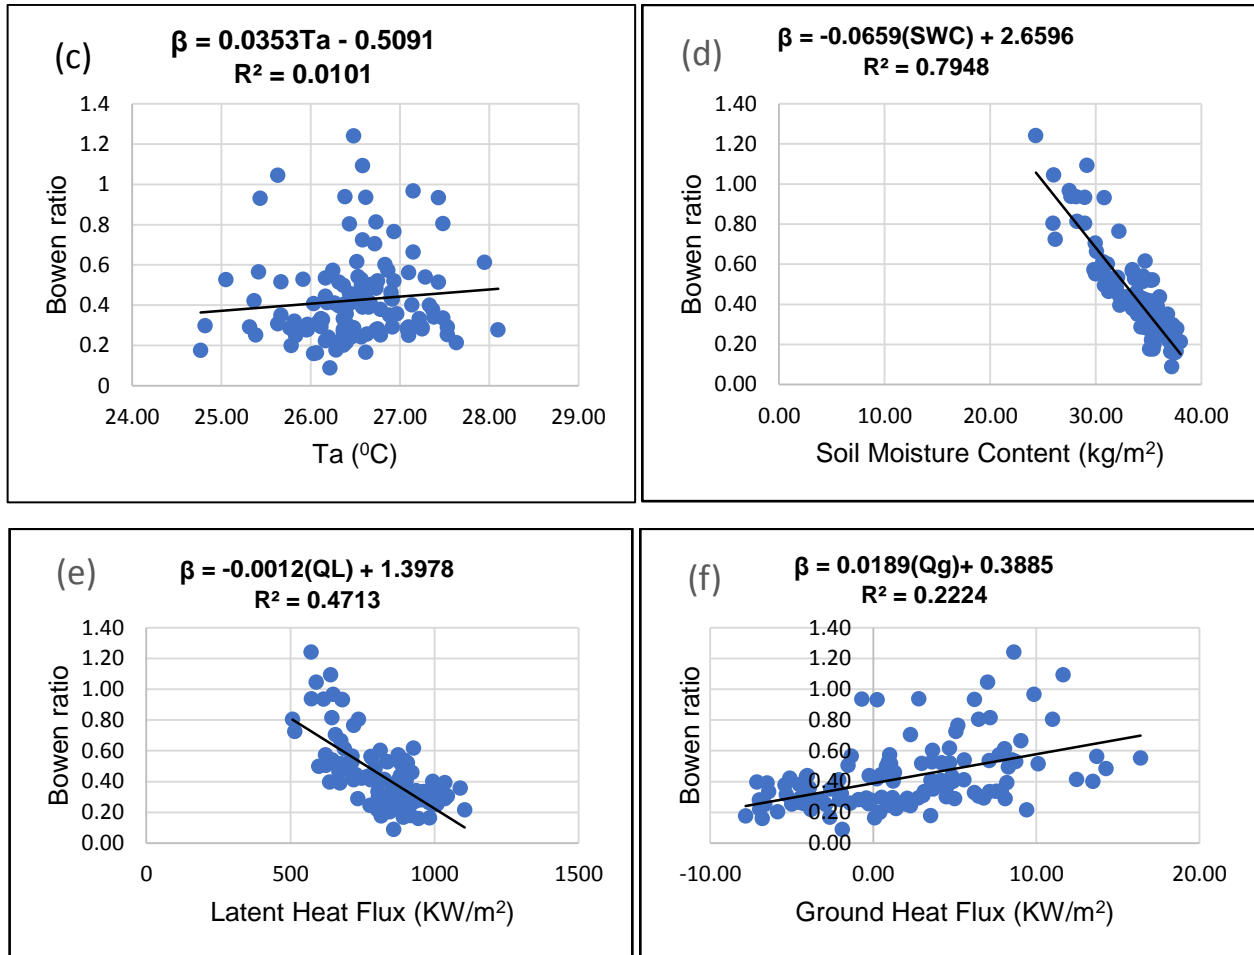 (c)
β = 0.0353Ta - 0.5091
R² = 0.0101
Bowen ratio
1.4
1.2
1
0.8
0.6
0.4
0.2
0
24.00 25.00 26.00 27.00 28.00 29.00
Ta (⁰C)
(d)
β = -0.0659(SWC) + 2.6596
R² = 0.7948
Bowen ratio
1.40
1.20
1.00
0.80
0.60
0.40
0.20
0.00
0.00 10.00 20.00 30.00 40.00
Soil Moisture Content (kg/m²)
(e)
β = -0.0012(QL) + 1.3978
R² = 0.4713
Bowen ratio
1.40
1.20
1.00
0.80
0.60
0.40
0.20
0.00
0 500 1000 1500
Latent Heat Flux (KW/m²)
(f)
β = 0.0189(Qg)+ 0.3885
R² = 0.2224
Bowen ratio
1.40
1.20
1.00
0.80
0.60
0.40
0.20
0.00
-10.00 0.00 10.00 20.00
Ground Heat Flux (KW/m²)